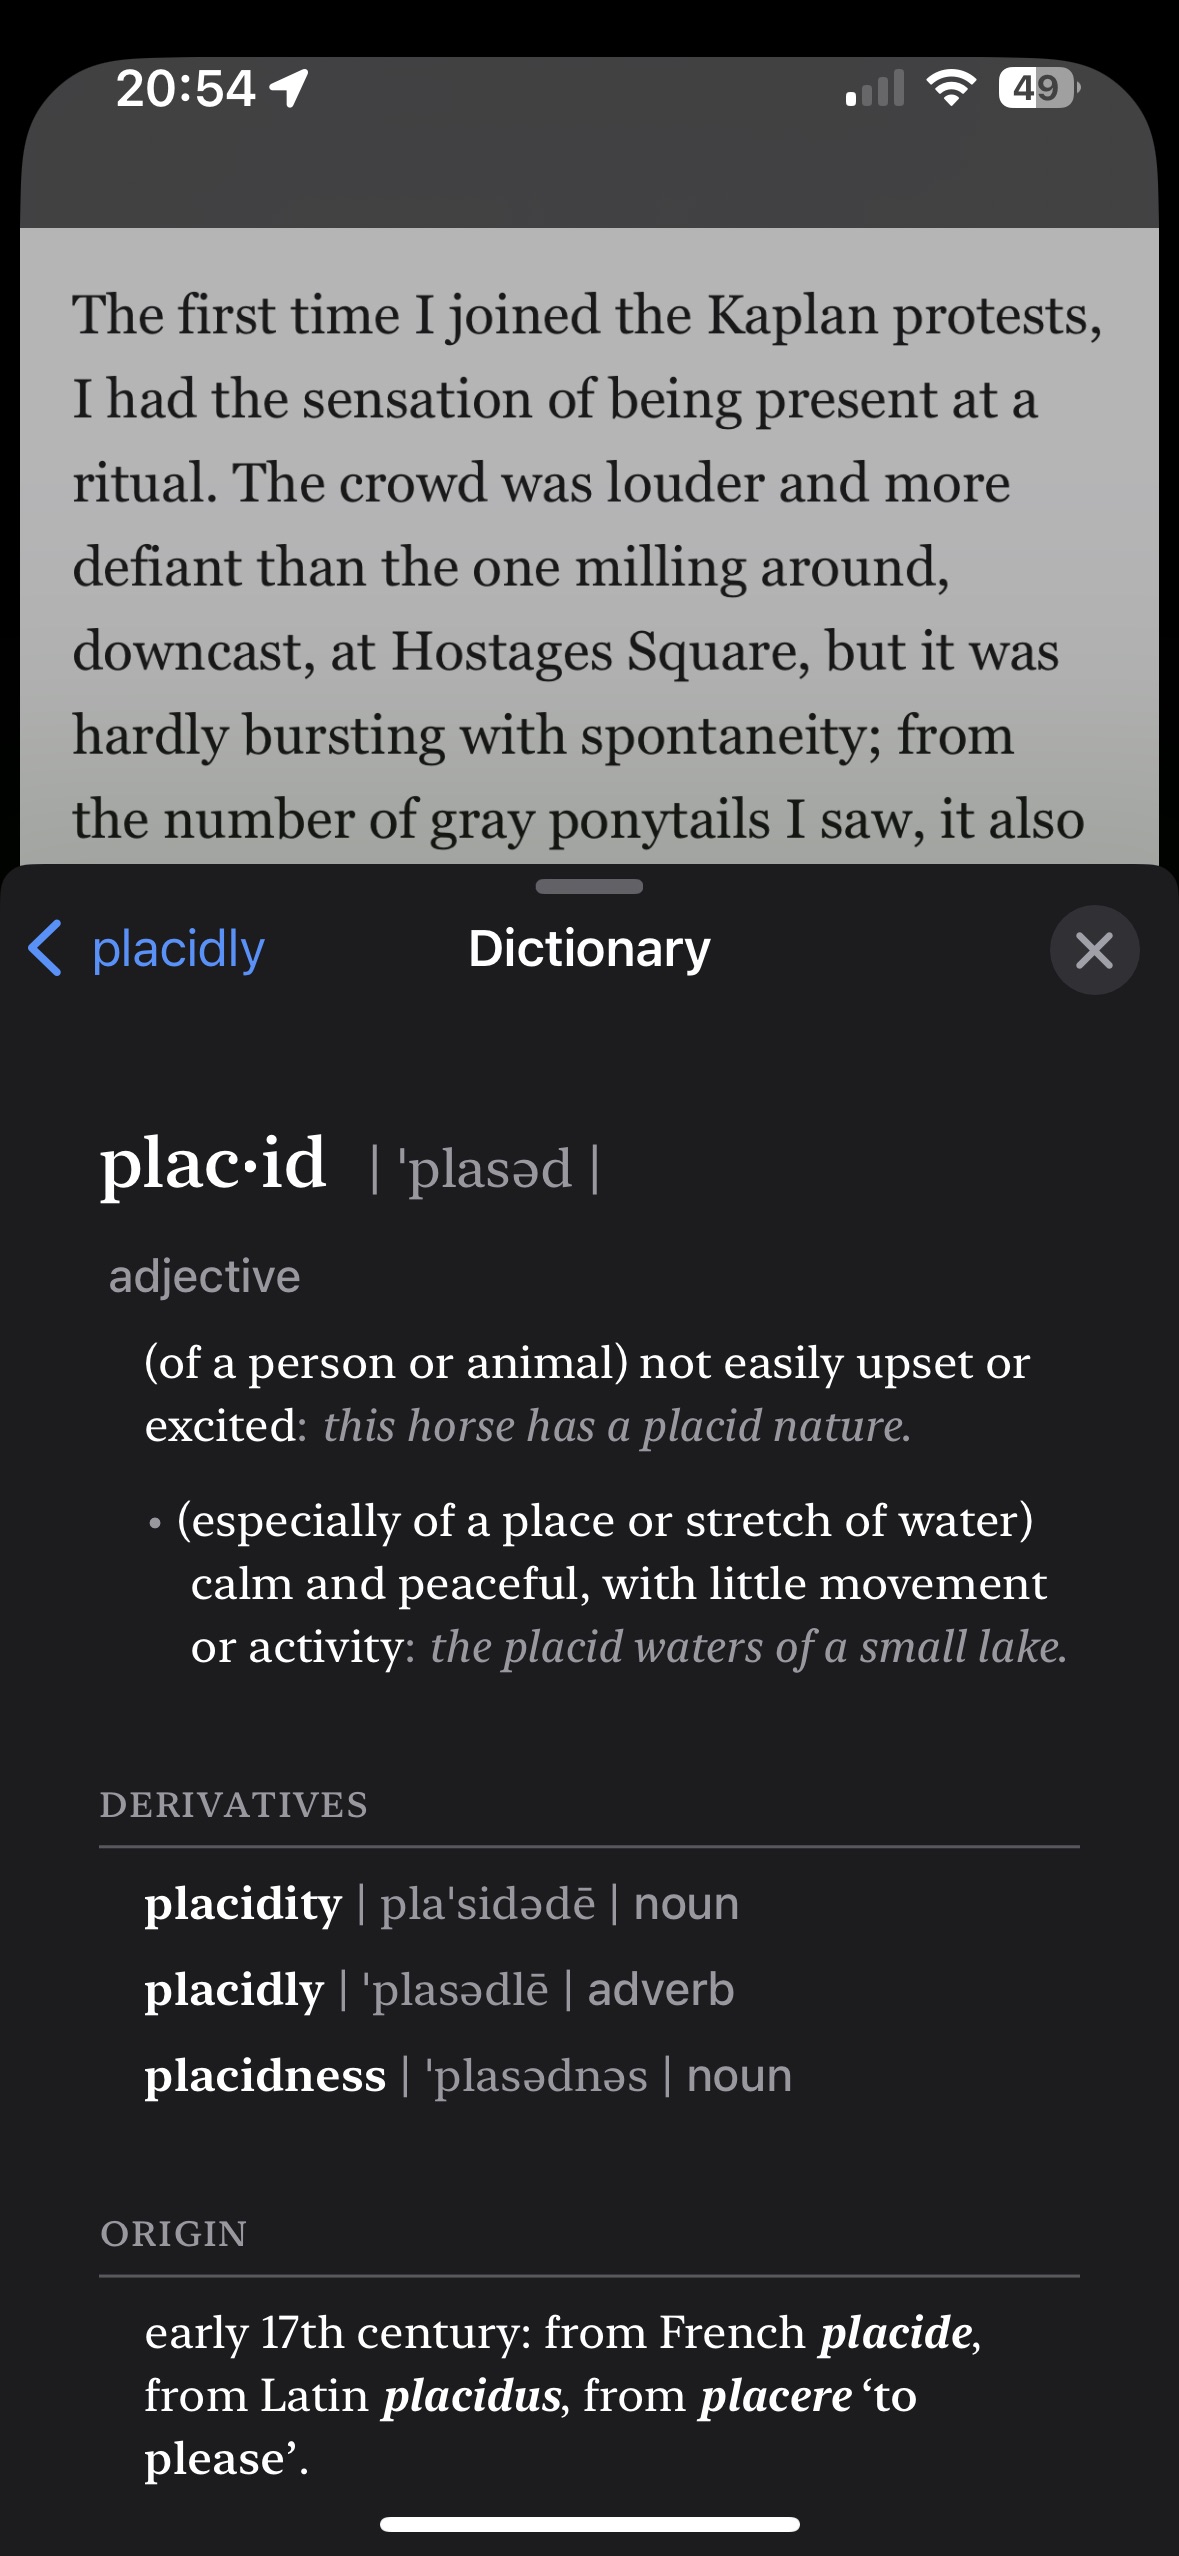 20:54
49
The first time I joined the Kaplan protests,
I had the sensation of being present at a
ritual. The crowd was louder and more
defiant than the one milling around,
downcast, at Hostages Square, but it was
hardly bursting with spontaneity; from
the number of gray ponytails I saw, it also
placidly
Dictionary
plac·id | ˈplasəd |
adjective
(of a person or animal) not easily upset or
excited: this horse has a placid nature.
• (especially of a place or stretch of water)
calm and peaceful, with little movement
or activity: the placid waters of a small lake.
DERIVATIVES
placidity | plaˈsidədē | noun
placidly | ˈplasədlē | adverb
placidness | ˈplasədnəs | noun
ORIGIN
early 17th century: from French placide,
from Latin placidus, from placere ‘to
please’.